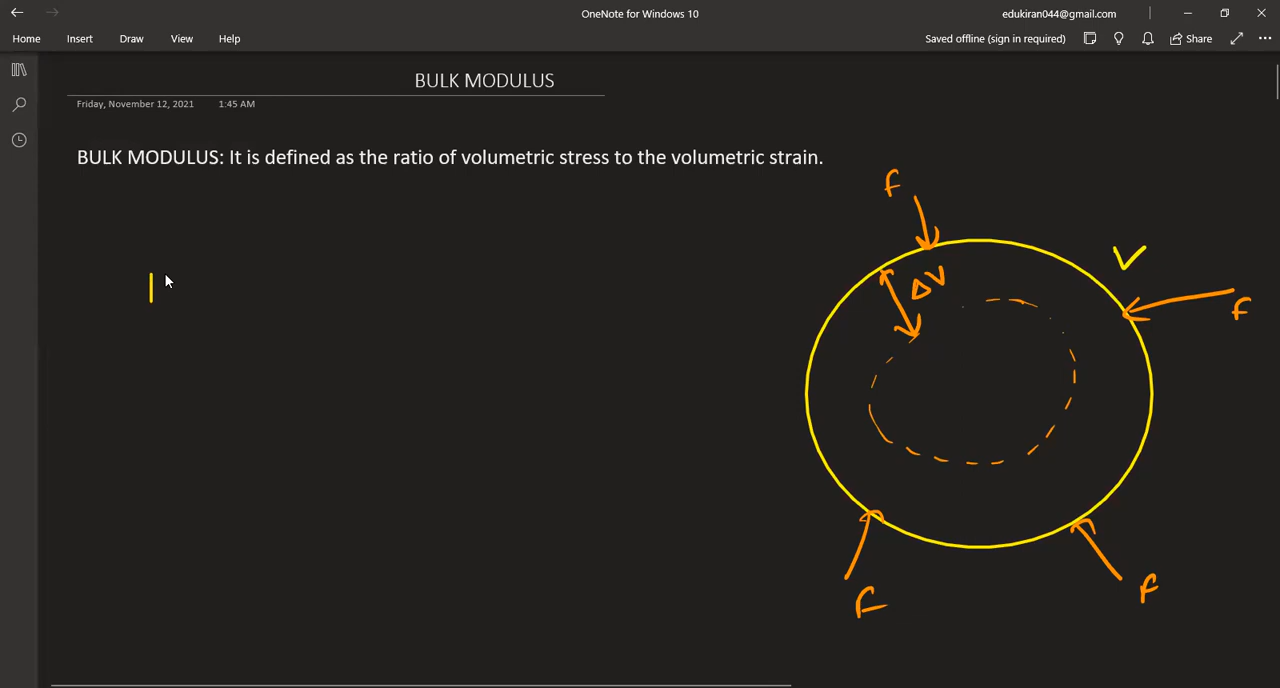 OneNote for Windows 10
edukiran044@gmail.com
Home Insert Draw View Help
Saved offline (sign in required) Share
BULK MODULUS
Friday, November 12, 2021 1:45 AM
BULK MODULUS: It is defined as the ratio of volumetric stress to the volumetric strain.
F
V
ΔV
F
F
F